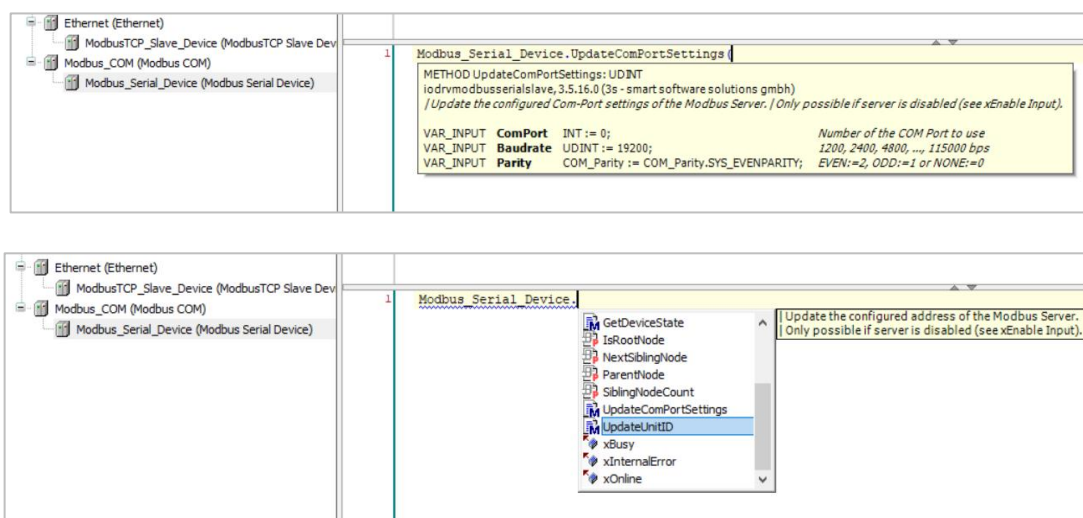 Ethernet (Ethernet)
ModbusTCP_Slave_Device (ModbusTCP Slave Dev
Modbus_COM (Modbus COM)
Modbus_Serial_Device (Modbus Serial Device)
1 Modbus_Serial_Device.UpdateComPortSettings(
METHOD UpdateComPortSettings: UDINT
iodrvmodbusserialslave, 3.5.16.0 (3s - smart software solutions gmbh)
| Update the configured Com-Port settings of the Modbus Server. | Only possible if server is disabled (see xEnable Input).
VAR_INPUT ComPort INT := 0; Number of the COM Port to use
VAR_INPUT Baudrate UDINT := 19200; 1200, 2400, 4800, ..., 115000 bps
VAR_INPUT Parity COM_Parity := COM_Parity.SYS_EVENPARITY; EVEN:=2, ODD:=1 or NONE:=0
Ethernet (Ethernet)
ModbusTCP_Slave_Device (ModbusTCP Slave Dev
Modbus_COM (Modbus COM)
Modbus_Serial_Device (Modbus Serial Device)
1 Modbus_Serial_Device.
GetDeviceState
IsRootNode
NextSiblingNode
ParentNode
SiblingNodeCount
UpdateComPortSettings
UpdateUnitID
xBusy
xInternalError
xOnline
| Update the configured address of the Modbus Server.
| Only possible if server is disabled (see xEnable Input).